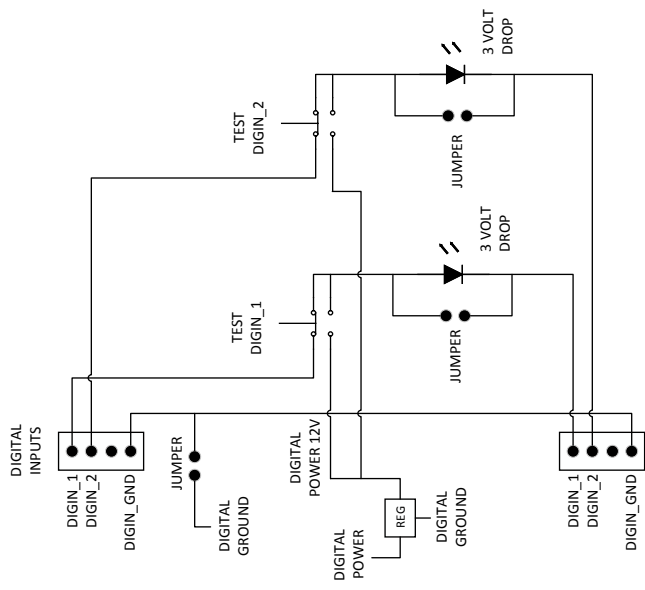 3 VOLT
DROP
TEST
DIGIN_2
JUMPER
3 VOLT
DROP
TEST
DIGIN_1
JUMPER
DIGITAL
INPUTS
DIGIN_1
DIGIN_2
DIGIN_GND
JUMPER
DIGITAL
GROUND
DIGITAL
POWER 12V
REG
DIGITAL
GROUND
DIGITAL
POWER
DIGIN_1
DIGIN_2
DIGIN_GND